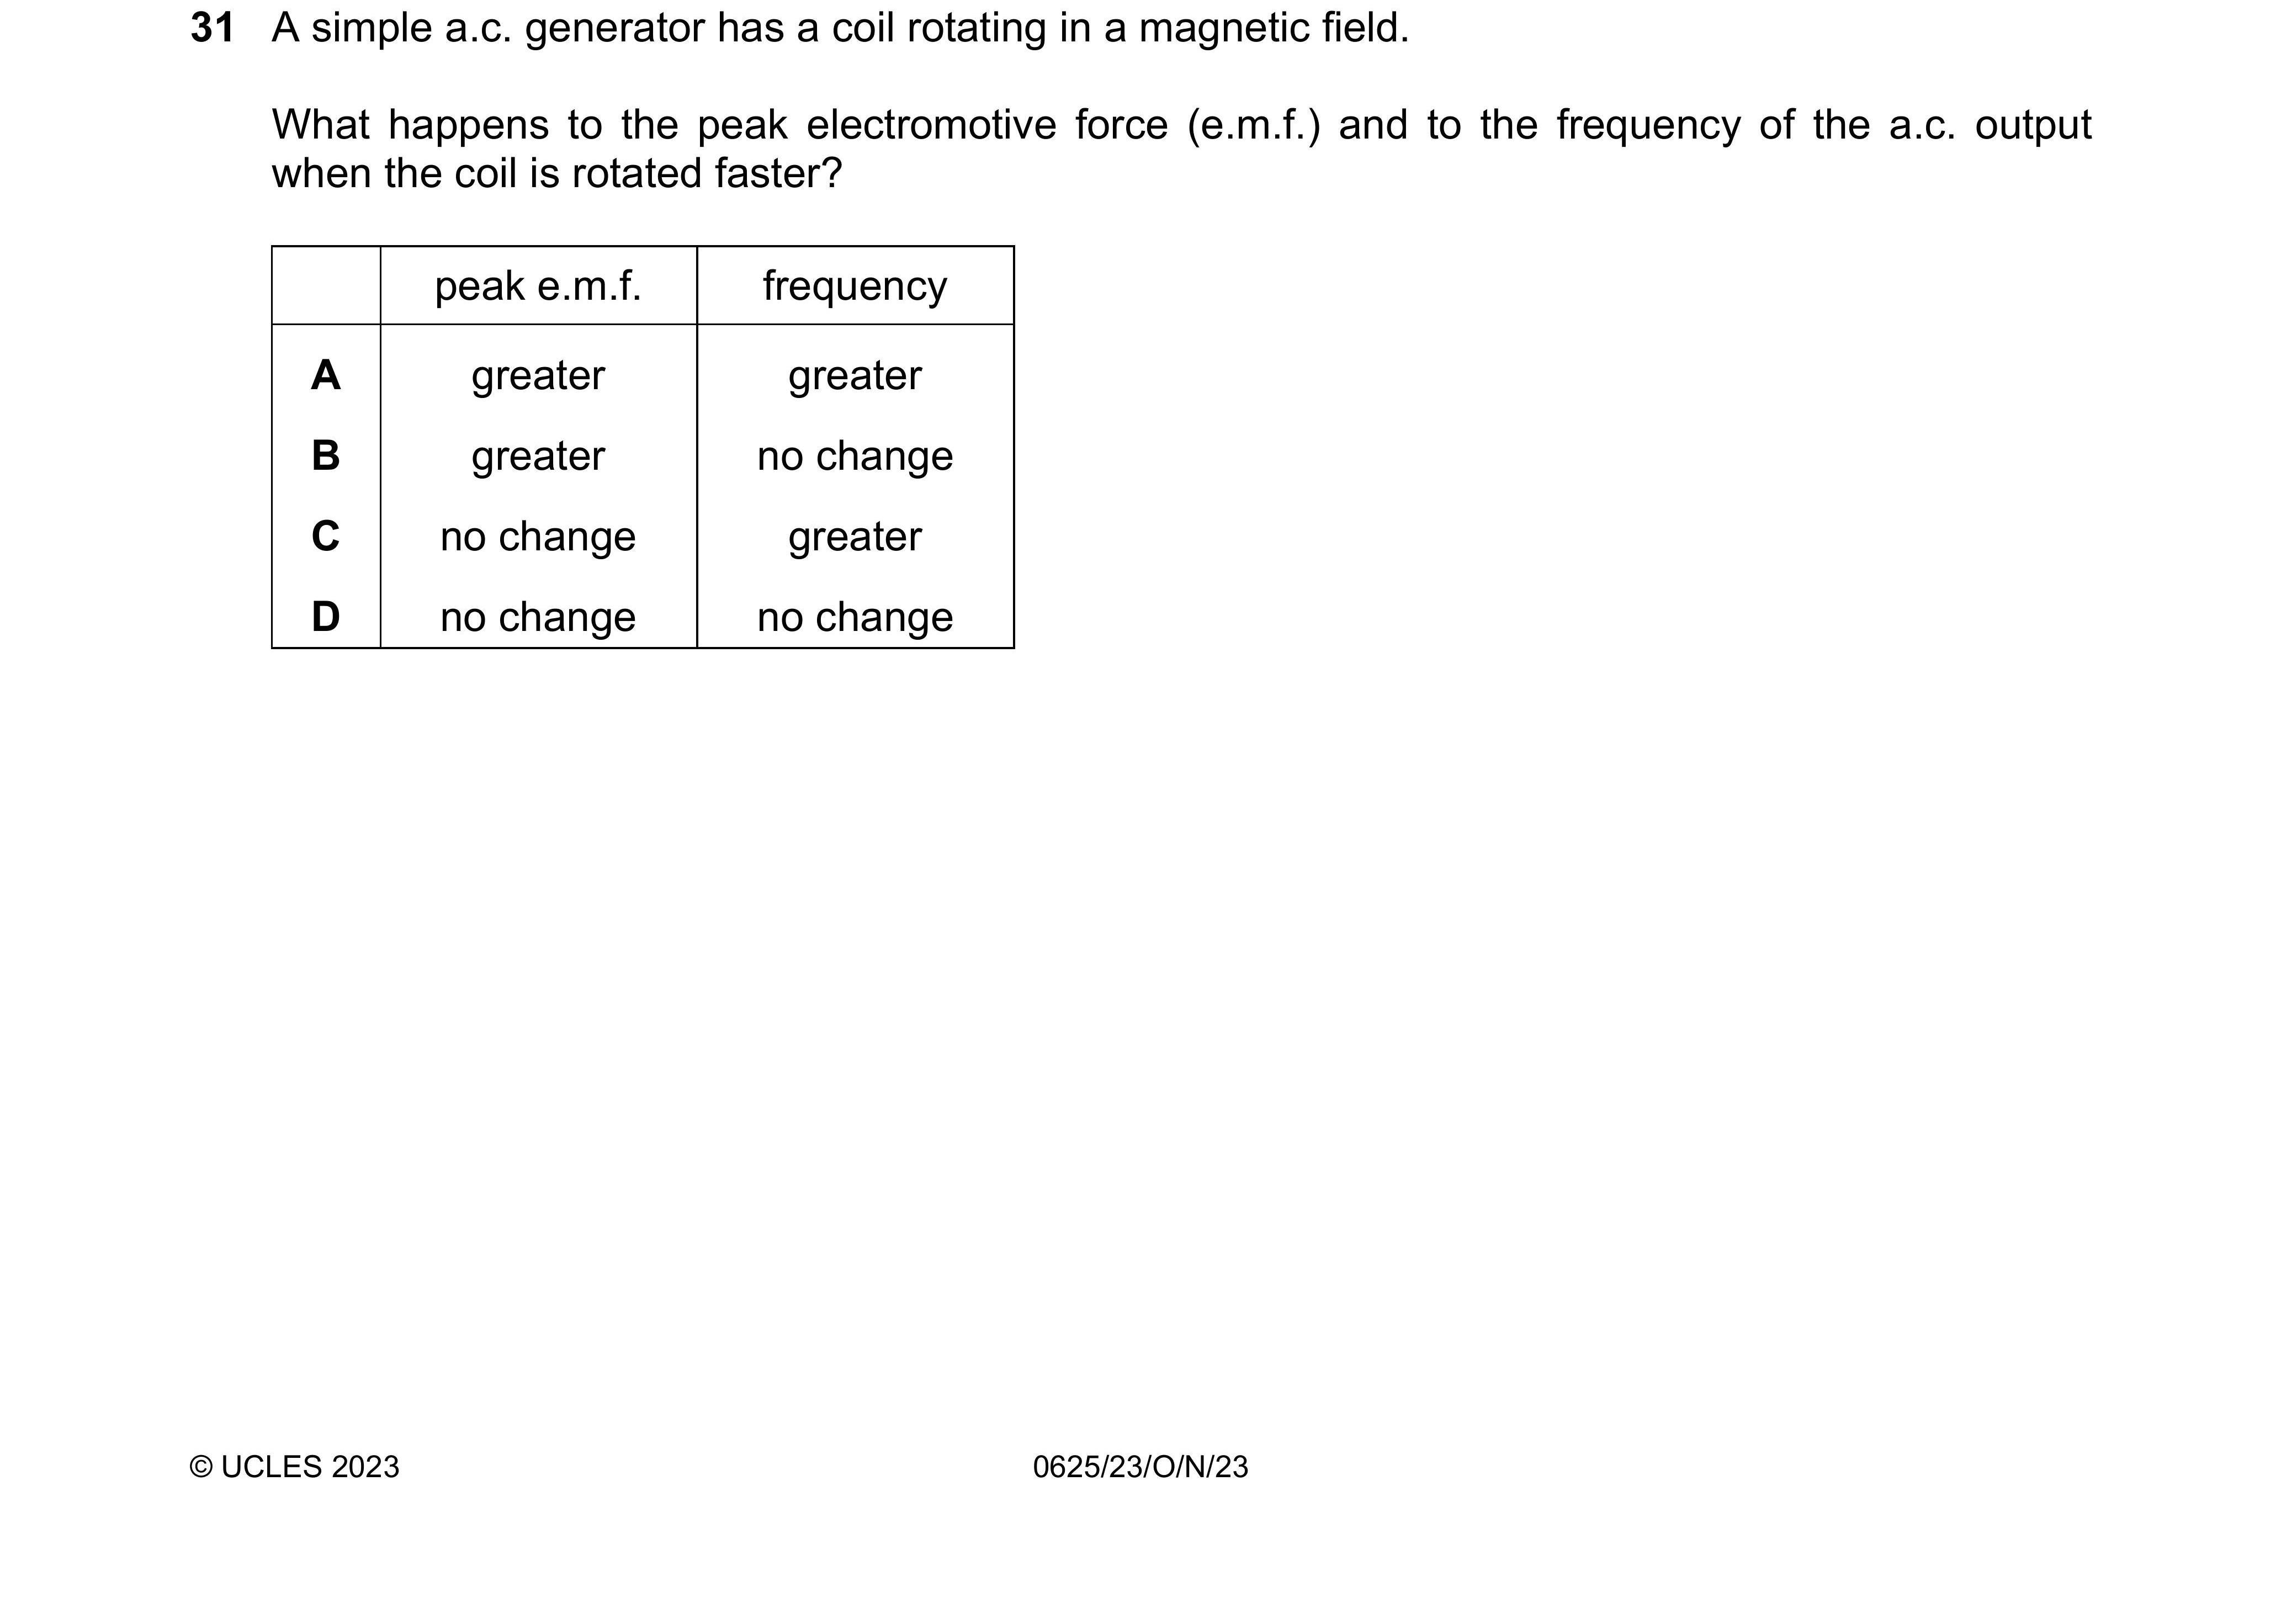 31 A simple a.c. generator has a coil rotating in a magnetic field.
What happens to the peak electromotive force (e.m.f.) and to the frequency of the a.c. output
when the coil is rotated faster?
peak e.m.f. frequency
A greater greater
B greater no change
C no change greater
D no change no change
© UCLES 2023 0625/23/O/N/23